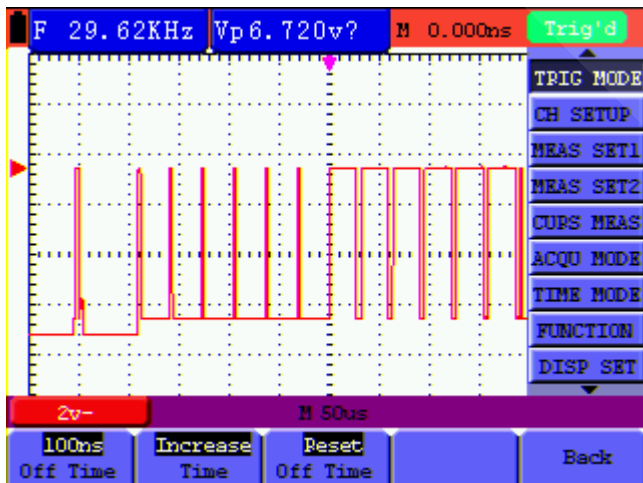 F 29.62KHz Vp6.720v? M 0.000ns Trig'd
TRIG MODE
CH SETUP
MEAS SET1
MEAS SET2
CURS MEAS
ACQU MODE
TIME MODE
FUNCTION
DISP SET
2v- M 50us
100ns Increase Reset
Off Time Time Off Time Back